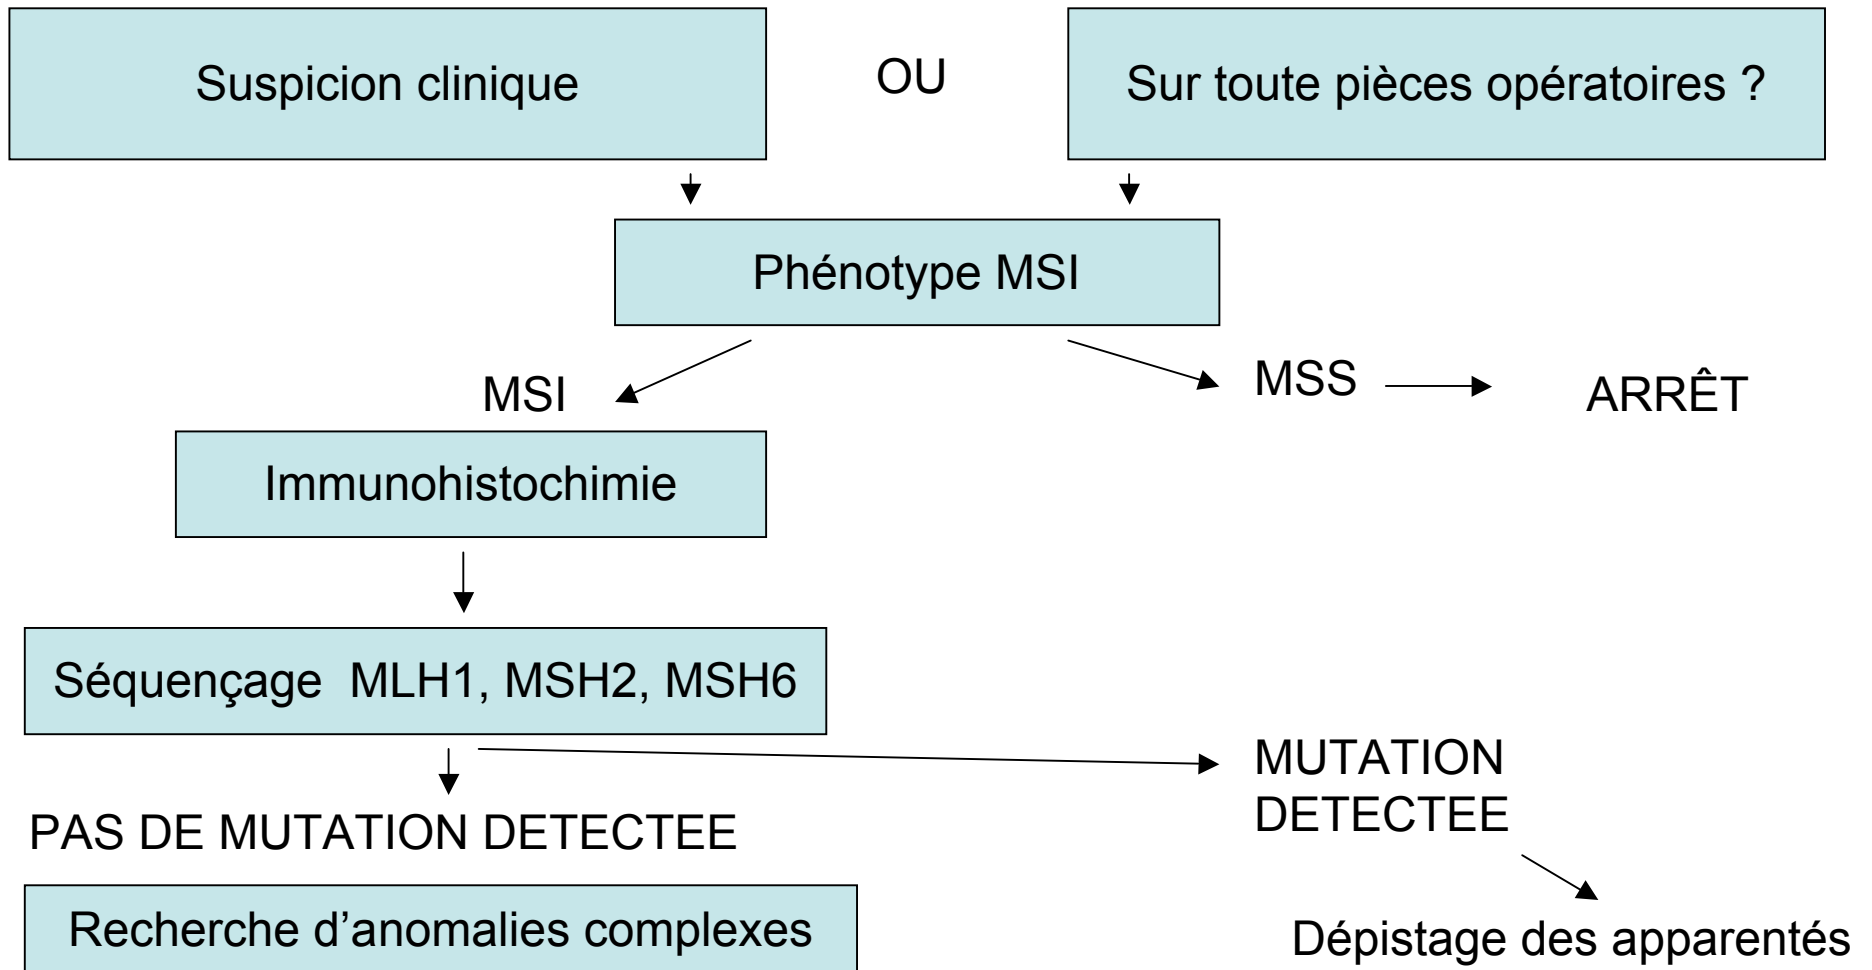 Suspicion clinique
OU
Sur toute pièces opératoires ?
Phénotype MSI
MSI
MSS
ARRÊT
Immunohistochimie
Séquençage MLH1, MSH2, MSH6
MUTATION
DETECTEE
PAS DE MUTATION DETECTEE
Recherche d’anomalies complexes
Dépistage des apparentés